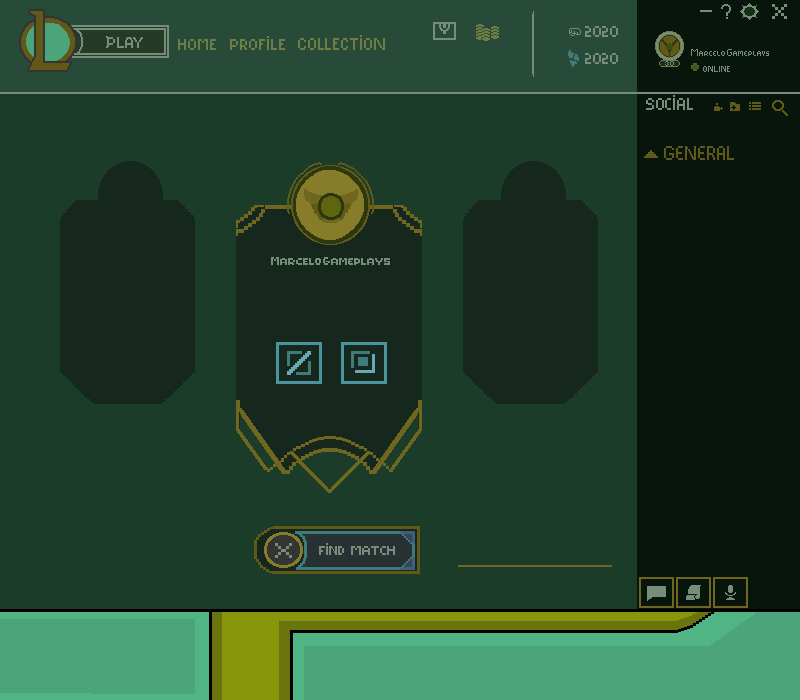 PLAY
HOME PROFILE COLLECTION
2020
2020
?
MarceloGameplays
ONLINE
SOCIAL
GENERAL
MarceloGameplays
FIND MATCH